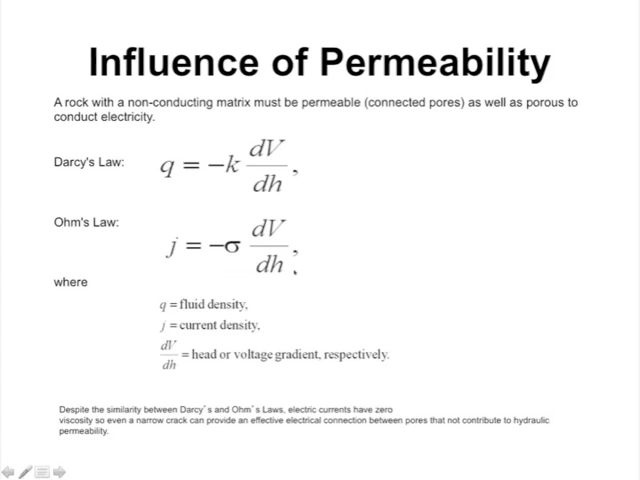 Influence of Permeability
A rock with a non-conducting matrix must be permeable (connected pores) as well as porous to
conduct electricity.
Darcy's Law: q = −k dV/dh,
Ohm's Law: j = −σ dV/dh,
where
q = fluid density,
j = current density,
dV/dh = head or voltage gradient, respectively.
Despite the similarity between Darcy's and Ohm's Laws, electric currents have zero
viscosity so even a narrow crack can provide an effective electrical connection between pores that not contribute to hydraulic
permeability.